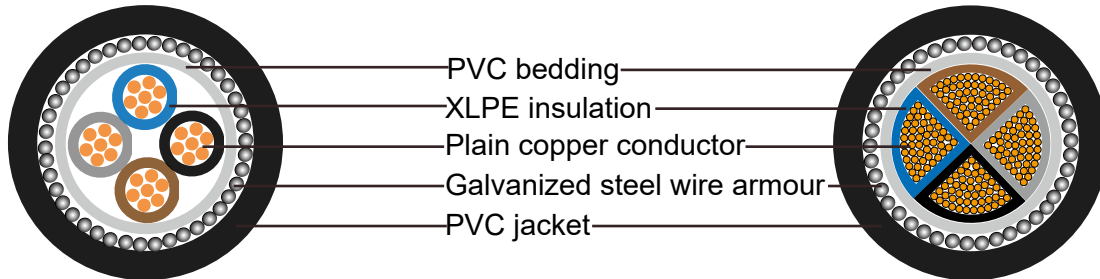 PVC bedding
XLPE insulation
Plain copper conductor
Galvanized steel wire armour
PVC jacket